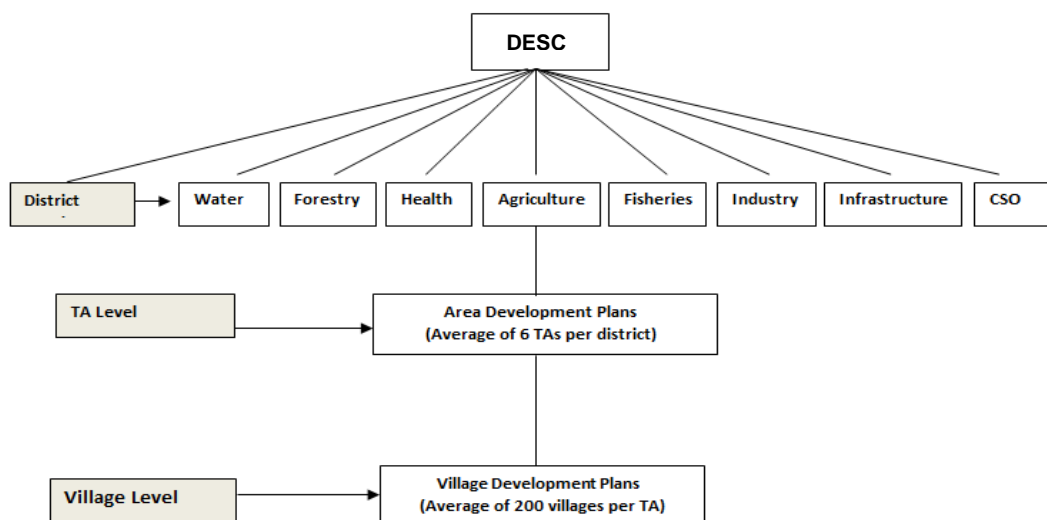 DESC
District
Water
Forestry
Health
Agriculture
Fisheries
Industry
Infrastructure
CSO
TA Level
Area Development Plans
(Average of 6 TAs per district)
Village Level
Village Development Plans
(Average of 200 villages per TA)